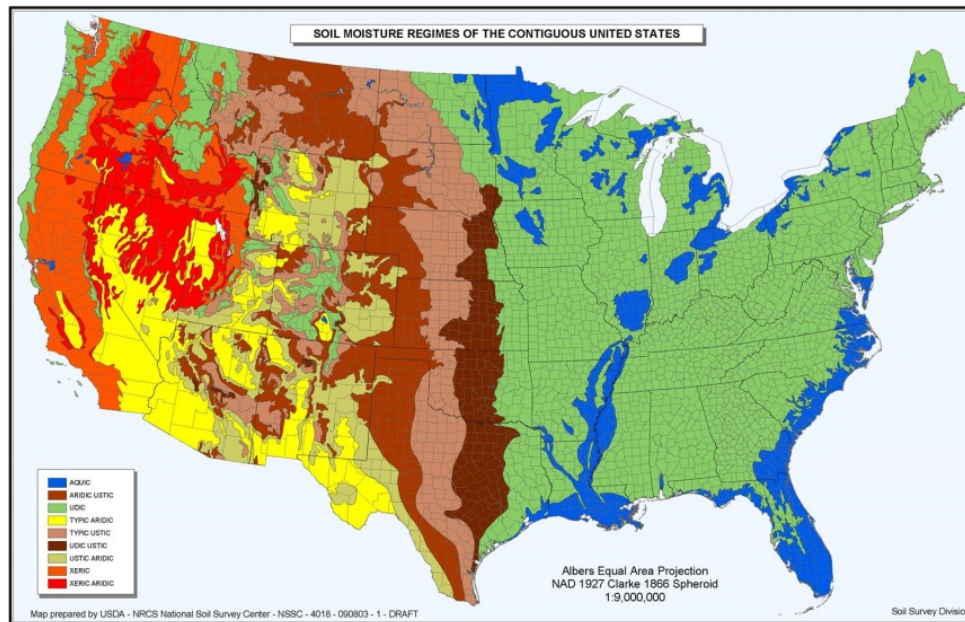 SOIL MOISTURE REGIMES OF THE CONTIGUOUS UNITED STATES
AQUIC
ARIDIC USTIC
UDIC
TYPIC ARIDIC
TYPIC USTIC
UDIC USTIC
USTIC ARIDIC
XERIC
XERIC ARIDIC
Albers Equal Area Projection
NAD 1927 Clarke 1866 Spheroid
1:9,000,000
Map prepared by USDA - NRCS National Soil Survey Center - NSSC - 4018 - 090803 - 1 - DRAFT
Soil Survey Divisio